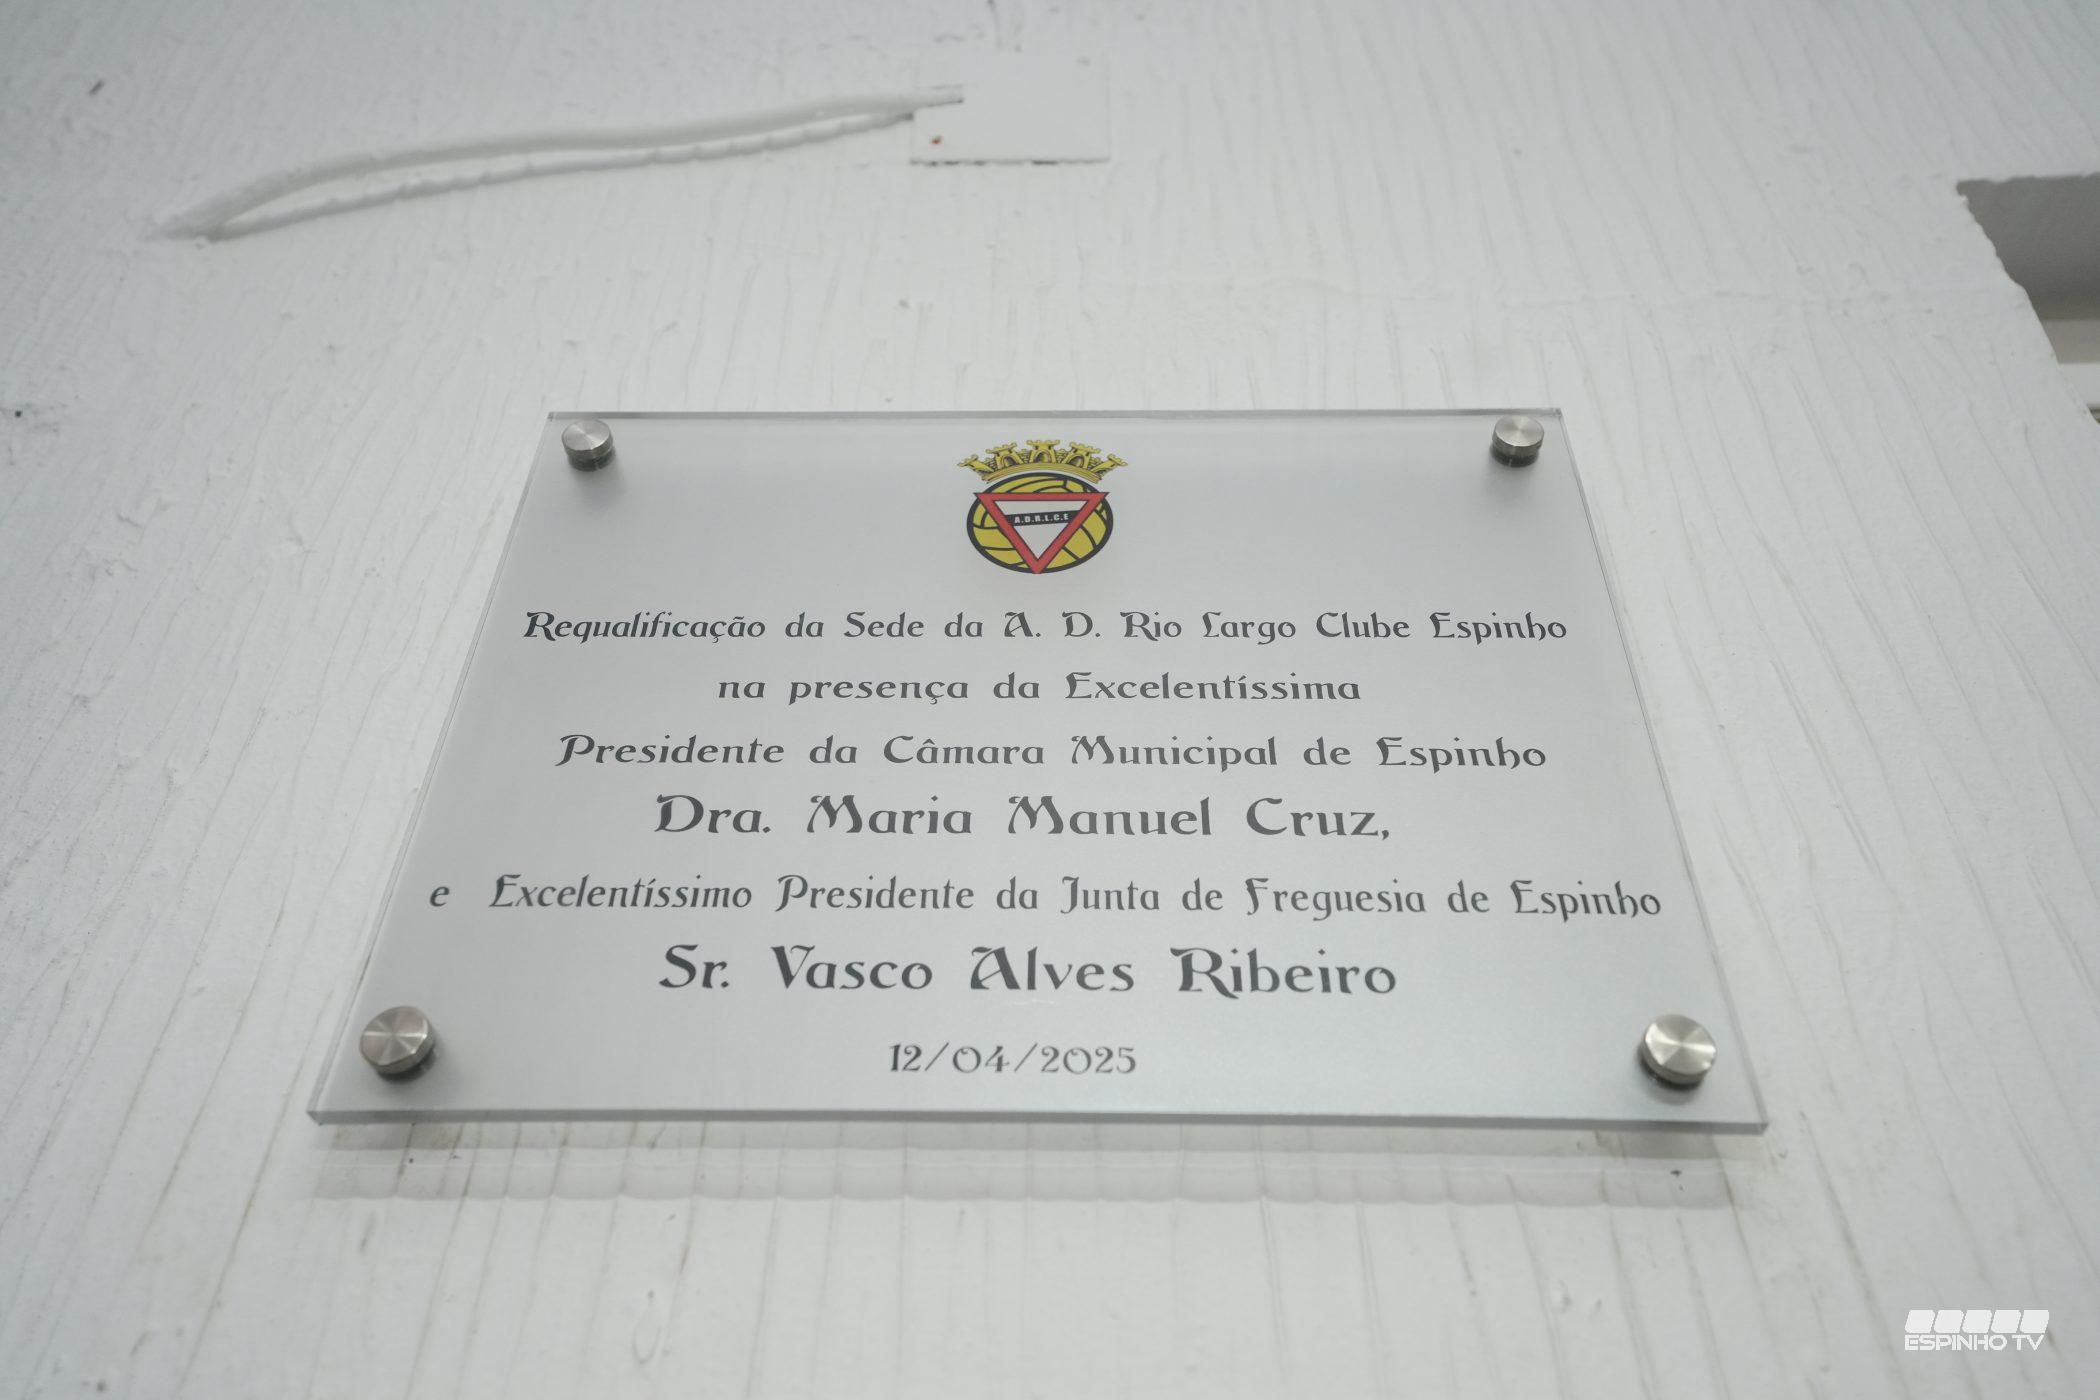 A.D.R.L.C.E
Requalificação da Sede da A. D. Rio Largo Clube Espinho
na presença da Excelentíssima
Presidente da Câmara Municipal de Espinho
Dra. Maria Manuel Cruz,
e Excelentíssimo Presidente da Junta de Freguesia de Espinho
Sr. Vasco Alves Ribeiro
12/04/2025
ESPINHO TV